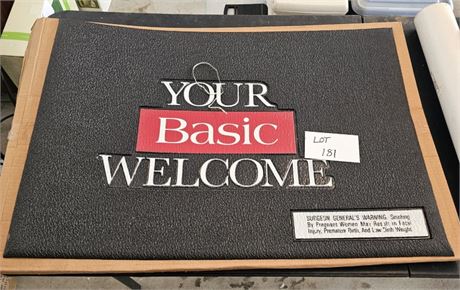 YOUR
Basic
WELCOME
LOT
181
SURGEON GENERAL'S WARNING: Smoking
By Pregnant Women May Result in Fetal
Injury, Premature Birth, And Low Birth Weight.